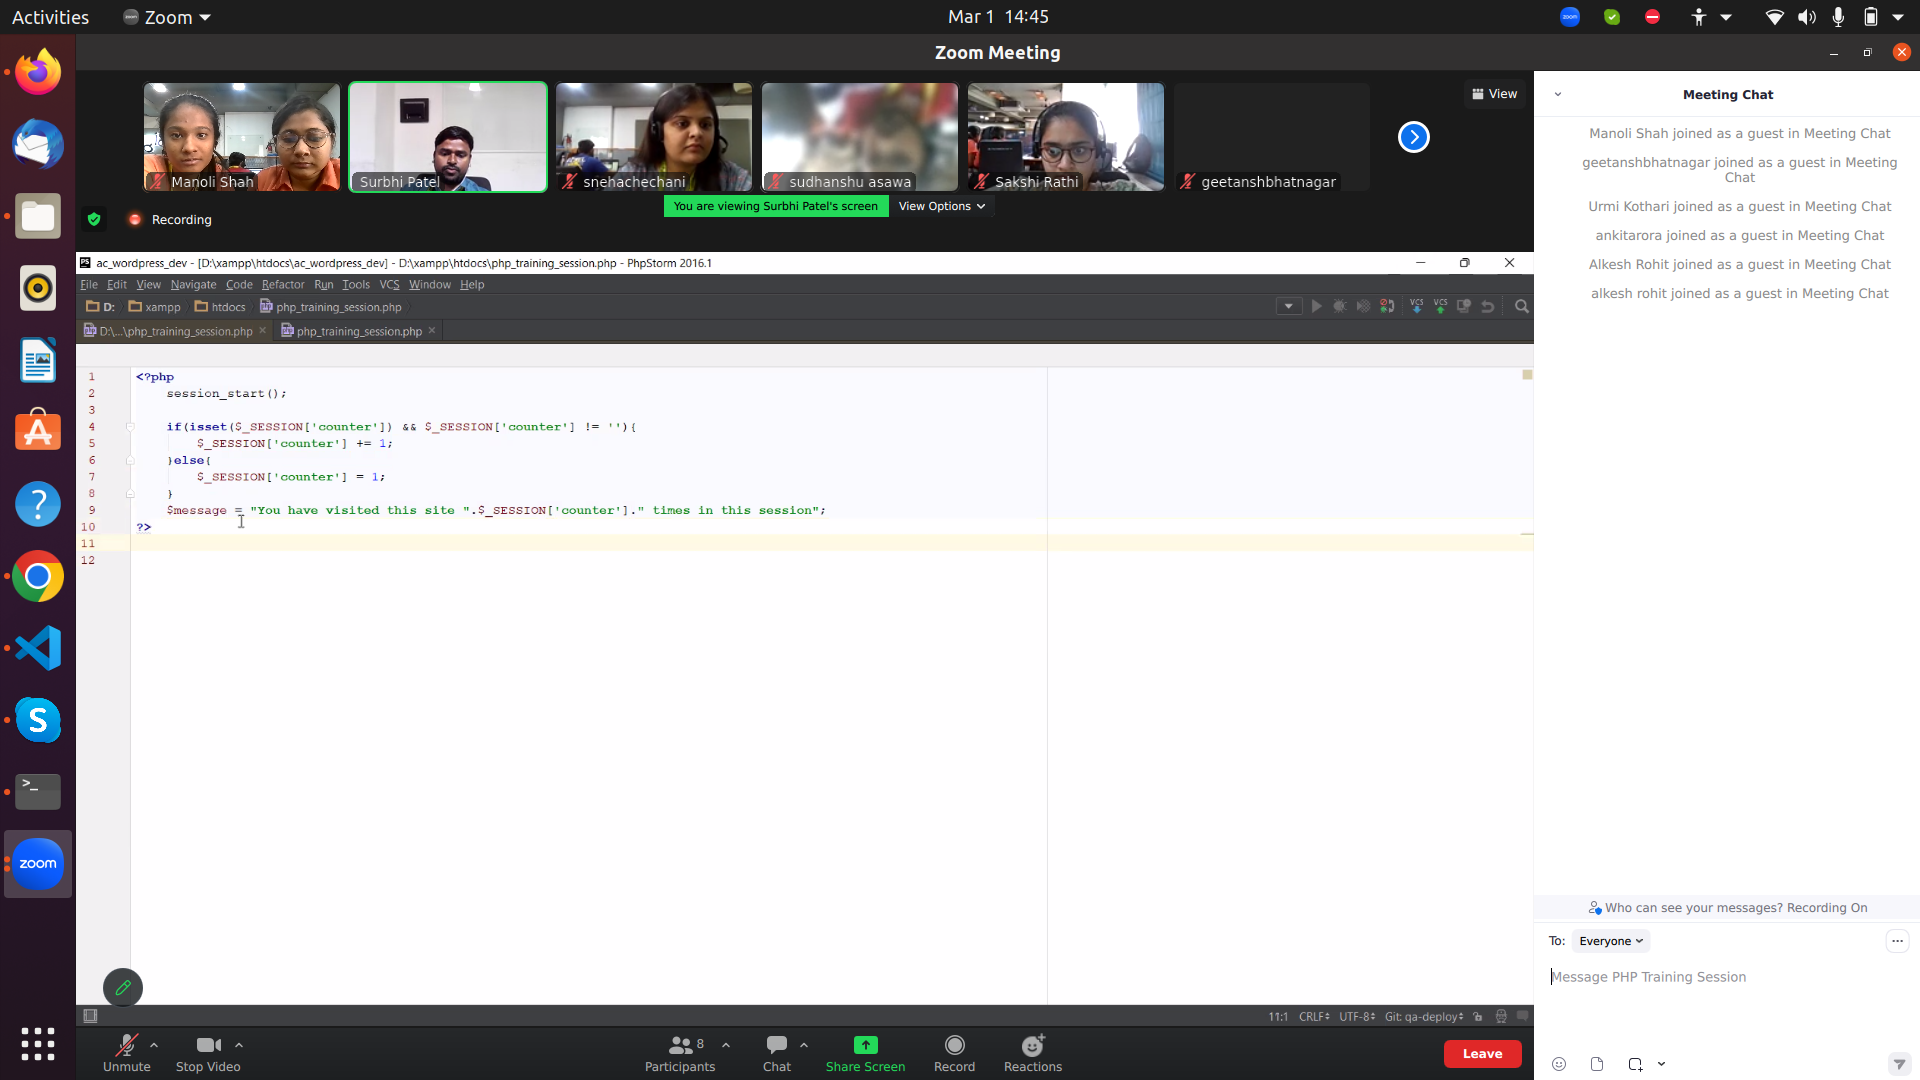 Activities
Zoom
Mar 1 14:45
zoom
Zoom Meeting
Manoli Shah
Surbhi Patel
snehachechani
sudhanshu asawa
Sakshi Rathi
geetanshbhatnagar
View
Recording
You are viewing Surbhi Patel's screen
View Options
PS ac_wordpress_dev - [D:\xampp\htdocs\ac_wordpress_dev] - D:\xampp\htdocs\php_training_session.php - PhpStorm 2016.1
File Edit View Navigate Code Refactor Run Tools VCS Window Help
D: xampp htdocs php_training_session.php
VCS VCS
D:\...\php_training_session.php × php_training_session.php ×
1 <?php
2 session_start();
3
4 if(isset($_SESSION['counter']) && $_SESSION['counter'] != ''){
5 $_SESSION['counter'] += 1;
6 }else{
7 $_SESSION['counter'] = 1;
8 }
9 $message = "You have visited this site ".$_SESSION['counter']." times in this session";
10 ?>
11
12
11:1 CRLF UTF-8 Git: qa-deploy
Unmute
Stop Video
8
Participants
Chat
Share Screen
Record
Reactions
Leave
Meeting Chat
Manoli Shah joined as a guest in Meeting Chat
geetanshbhatnagar joined as a guest in Meeting
Chat
Urmi Kothari joined as a guest in Meeting Chat
ankitarora joined as a guest in Meeting Chat
Alkesh Rohit joined as a guest in Meeting Chat
alkesh rohit joined as a guest in Meeting Chat
Who can see your messages? Recording On
To: Everyone
Message PHP Training Session
zoom